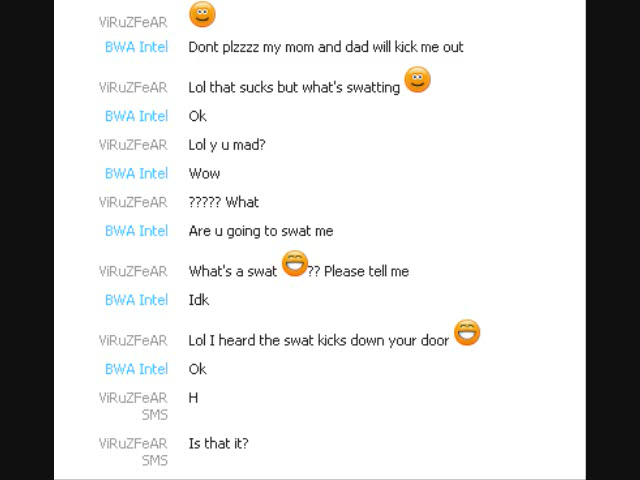 ViRuZFeAR
BWA Intel Dont plzzzz my mom and dad will kick me out
ViRuZFeAR Lol that sucks but what's swatting
BWA Intel Ok
ViRuZFeAR Lol y u mad?
BWA Intel Wow
ViRuZFeAR ????? What
BWA Intel Are u going to swat me
ViRuZFeAR What's a swat ?? Please tell me
BWA Intel Idk
ViRuZFeAR Lol I heard the swat kicks down your door
BWA Intel Ok
ViRuZFeAR H
SMS
ViRuZFeAR Is that it?
SMS